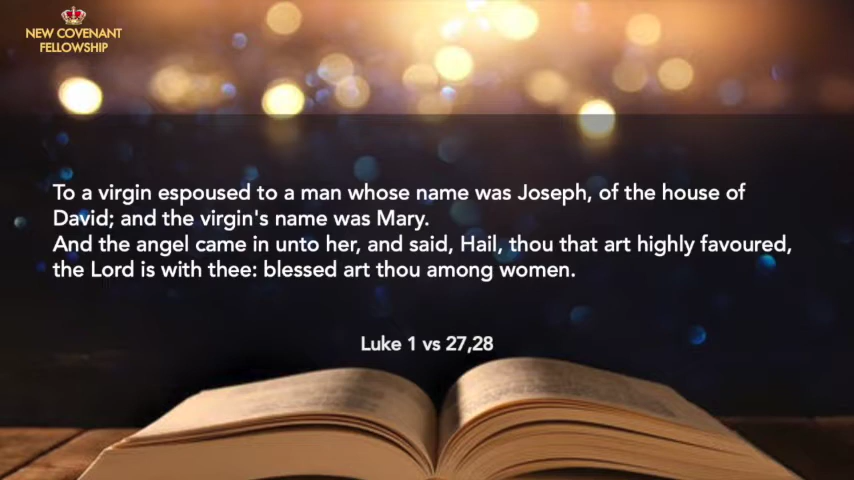 NEW COVENANT
FELLOWSHIP
To a virgin espoused to a man whose name was Joseph, of the house of
David; and the virgin's name was Mary.
And the angel came in unto her, and said, Hail, thou that art highly favoured,
the Lord is with thee: blessed art thou among women.
Luke 1 vs 27,28